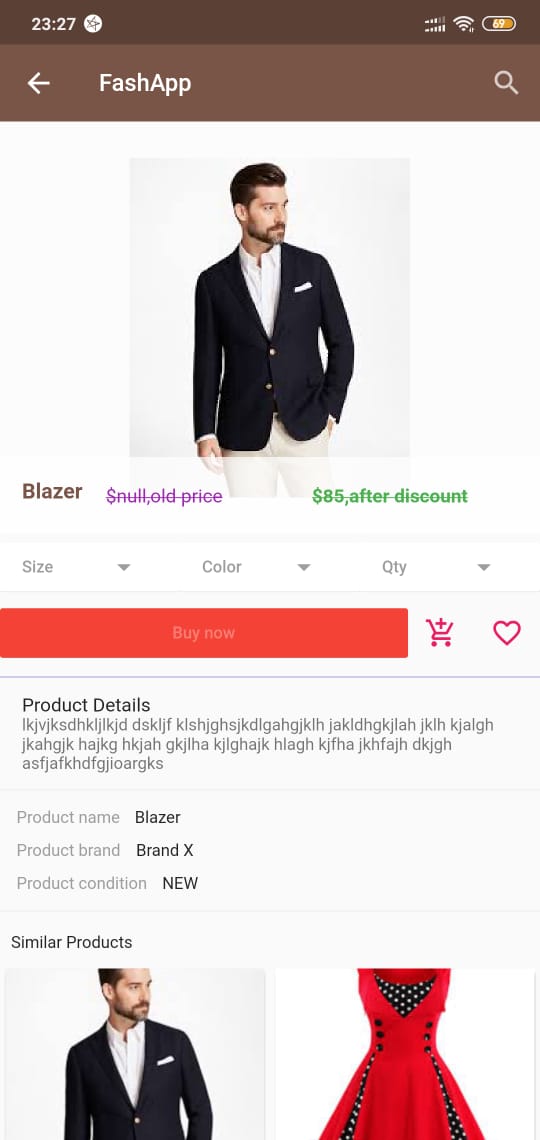 23:27
69
FashApp
Blazer $null,old price $85,after discount
Size Color Qty
Buy now
Product Details
lkjvjksdhkljlkjd dskljf klshjghsjkdlgahgjklh jakldhgkjlah jklh kjalgh
jkahgjk hajkg hkjah gkjlha kjlghajk hlagh kjfha jkhfajh dkjgh
asfjafkhdfgjioargks
Product name Blazer
Product brand Brand X
Product condition NEW
Similar Products